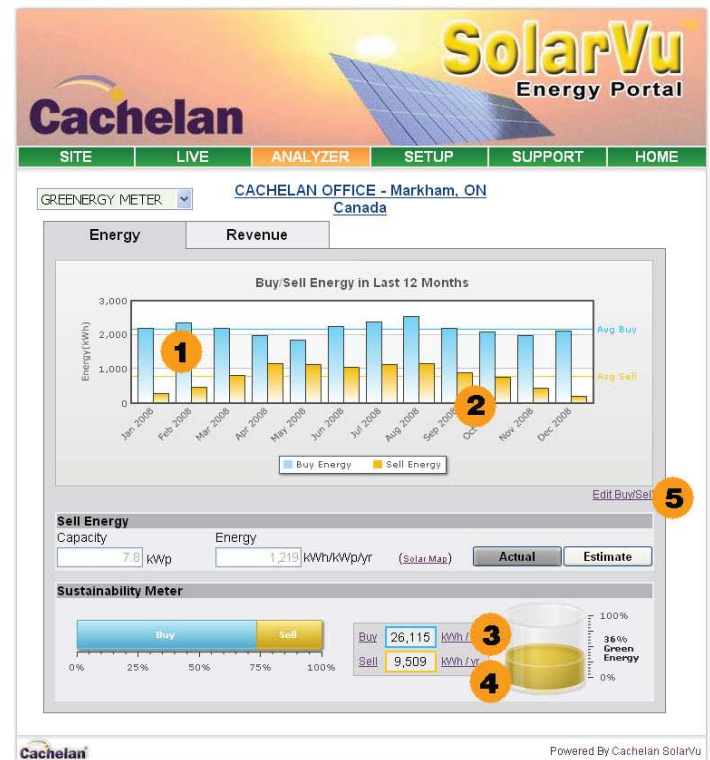 SolarVu
Energy Portal
Cachelan
SITE LIVE ANALYZER SETUP SUPPORT HOME
GREENERGY METER
CACHELAN OFFICE - Markham, ON
Canada
Energy Revenue
Buy/Sell Energy in Last 12 Months
Energy(kWh)
3,000
2,000
1,000
0
Avg Buy
Avg Sell
1
2
Jan 2008 Feb 2008 Mar 2008 Apr 2008 May 2008 Jun 2008 Jul 2008 Aug 2008 Sep 2008 Oct Nov 2008 Dec 2008
Buy Energy Sell Energy
Edit Buy/Sell
5
Sell Energy
Capacity Energy
7.8 kWp 1,219 kWh/kWp/yr (Solar Map) Actual Estimate
Sustainability Meter
Buy Sell
0% 25% 50% 75% 100%
Buy 26,115 kWh / 3
Sell 9,509 kWh / yr
4
100%
36%
Green
Energy
0%
Cachelan
Powered By Cachelan SolarVu